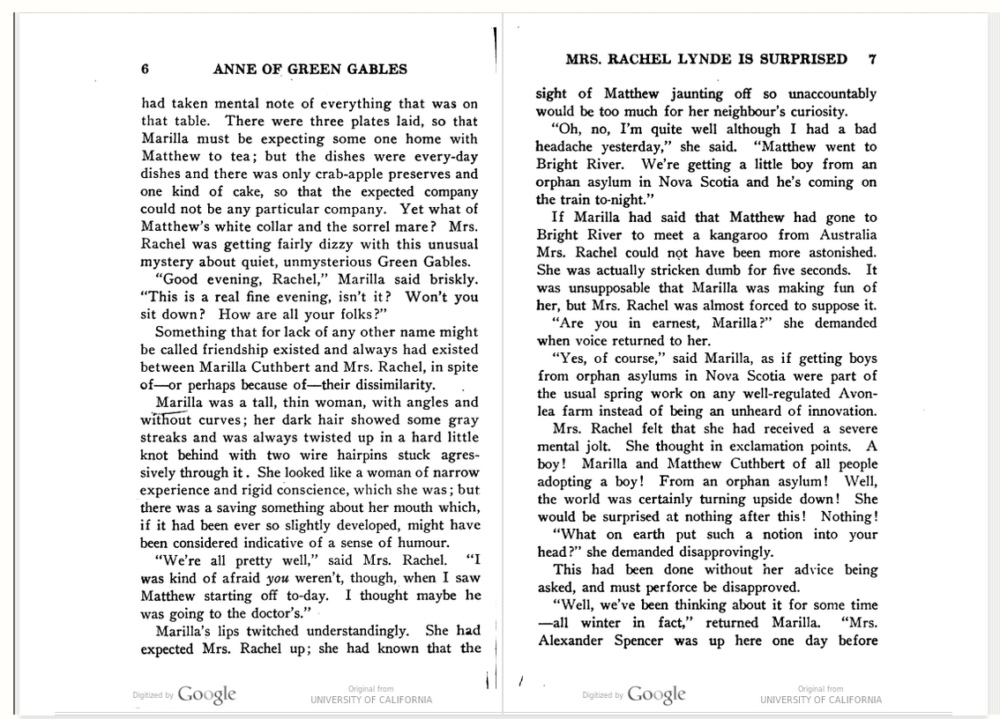 6 ANNE OF GREEN GABLES
had taken mental note of everything that was on
that table. There were three plates laid, so that
Marilla must be expecting some one home with
Matthew to tea; but the dishes were every-day
dishes and there was only crab-apple preserves and
one kind of cake, so that the expected company
could not be any particular company. Yet what of
Matthew's white collar and the sorrel mare? Mrs.
Rachel was getting fairly dizzy with this unusual
mystery about quiet, unmysterious Green Gables.
"Good evening, Rachel," Marilla said briskly.
"This is a real fine evening, isn't it? Won't you
sit down? How are all your folks?"
Something that for lack of any other name might
be called friendship existed and always had existed
between Marilla Cuthbert and Mrs. Rachel, in spite
of—or perhaps because of—their dissimilarity.
Marilla was a tall, thin woman, with angles and
without curves; her dark hair showed some gray
streaks and was always twisted up in a hard little
knot behind with two wire hairpins stuck agres-
sively through it. She looked like a woman of narrow
experience and rigid conscience, which she was; but
there was a saving something about her mouth which,
if it had been ever so slightly developed, might have
been considered indicative of a sense of humour.
"We're all pretty well," said Mrs. Rachel. "I
was kind of afraid you weren't, though, when I saw
Matthew starting off to-day. I thought maybe he
was going to the doctor's."
Marilla's lips twitched understandingly. She had
expected Mrs. Rachel up; she had known that the
Digitized by Google
Original from
UNIVERSITY OF CALIFORNIA
MRS. RACHEL LYNDE IS SURPRISED 7
sight of Matthew jaunting off so unaccountably
would be too much for her neighbour's curiosity.
"Oh, no, I'm quite well although I had a bad
headache yesterday," she said. "Matthew went to
Bright River. We're getting a little boy from an
orphan asylum in Nova Scotia and he's coming on
the train to-night."
If Marilla had said that Matthew had gone to
Bright River to meet a kangaroo from Australia
Mrs. Rachel could not have been more astonished.
She was actually stricken dumb for five seconds. It
was unsupposable that Marilla was making fun of
her, but Mrs. Rachel was almost forced to suppose it.
"Are you in earnest, Marilla?" she demanded
when voice returned to her.
"Yes, of course," said Marilla, as if getting boys
from orphan asylums in Nova Scotia were part of
the usual spring work on any well-regulated Avon-
lea farm instead of being an unheard of innovation.
Mrs. Rachel felt that she had received a severe
mental jolt. She thought in exclamation points. A
boy! Marilla and Matthew Cuthbert of all people
adopting a boy! From an orphan asylum! Well,
the world was certainly turning upside down! She
would be surprised at nothing after this! Nothing!
"What on earth put such a notion into your
head?" she demanded disapprovingly.
This had been done without her advice being
asked, and must perforce be disapproved.
"Well, we've been thinking about it for some time
—all winter in fact," returned Marilla. "Mrs.
Alexander Spencer was up here one day before
Digitized by Google
Original from
UNIVERSITY OF CALIFORNIA